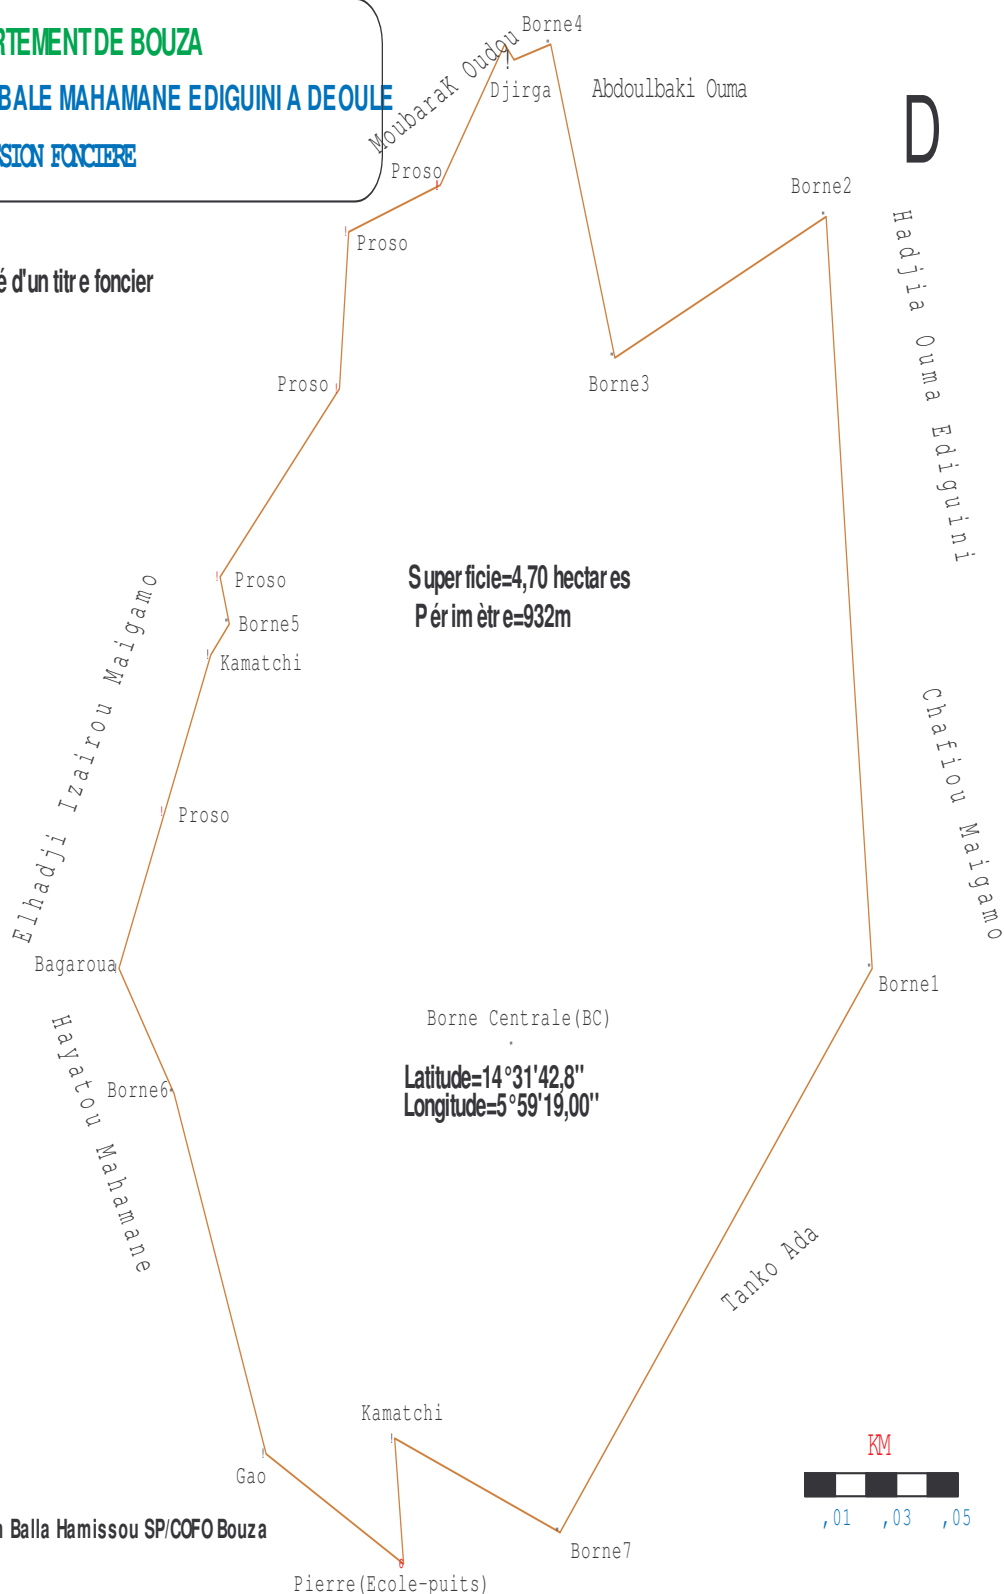 RTEMENT DE BOUZA
BALE MAHAMANE EDIGUINI A DEOULE
SION FONCIERE
é d'un titre foncier
Borne4
MoubaraK Oudou
Djirga
Abdoulbaki Ouma
D
Proso
Borne2
Proso
Hadjia Ouma Ediguini
Proso
Borne3
Superficie=4,70 hectares
Périmètre=932m
Proso
Borne5
Kamatchi
Elhadji Izairou Maigamo
Chafiou Maigamo
Proso
Bagaroua
Borne1
Borne Centrale(BC)
Latitude=14°31'42,8"
Longitude=5°59'19,00"
Borne6
Hayatou Mahamane
Tanko Ada
Kamatchi
Gao
KM
,01 ,03 ,05
Balla Hamissou SP/COFO Bouza
Borne7
Pierre(Ecole-puits)